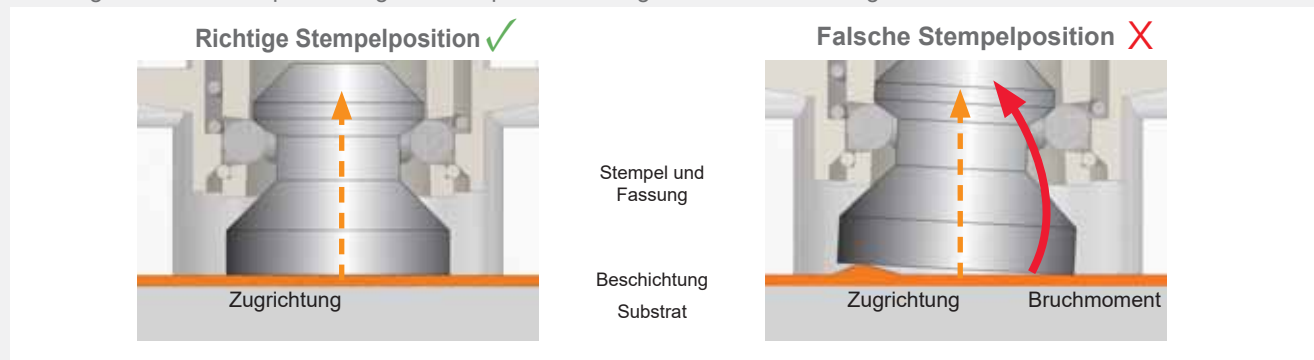 Richtige Stempelposition ✓
Falsche Stempelposition X
Stempel und
Fassung
Beschichtung
Substrat
Zugrichtung
Zugrichtung
Bruchmoment